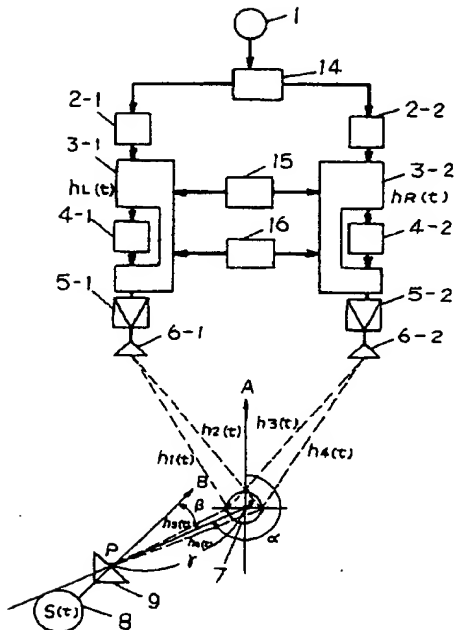 1
14
2-1
2-2
3-1
15
3-2
hL(t)
hR(t)
4-1
16
4-2
5-1
5-2
6-1
6-2
A
h2(t)
h3(t)
h1(t)
h4(t)
B
β
α
P
γ
7
S(t)
8
9